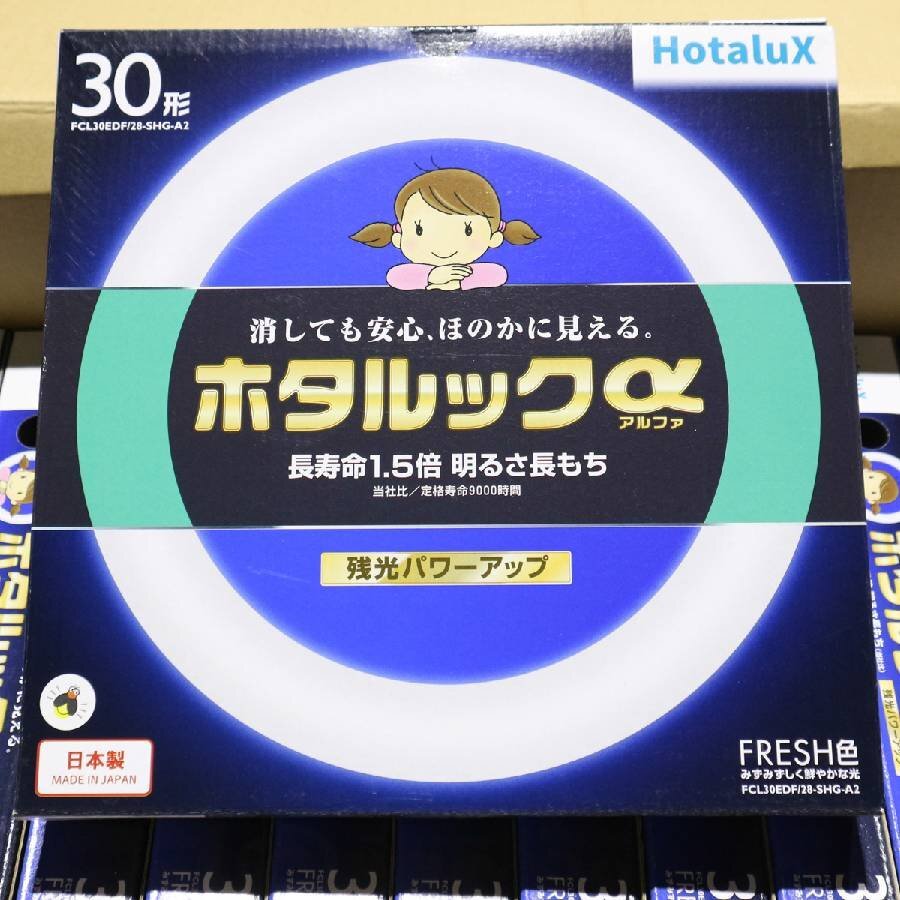 HotaluX
30形
FCL30EDF/28-SHG-A2
消しても安心、ほのかに見える。
ホタルックα
アルファ
長寿命1.5倍 明るさ長もち
当社比/定格寿命9000時間
残光パワーアップ
日本製
MADE IN JAPAN
FRESH色
みずみずしく鮮やかな光
FCL30EDF/28-SHG-A2